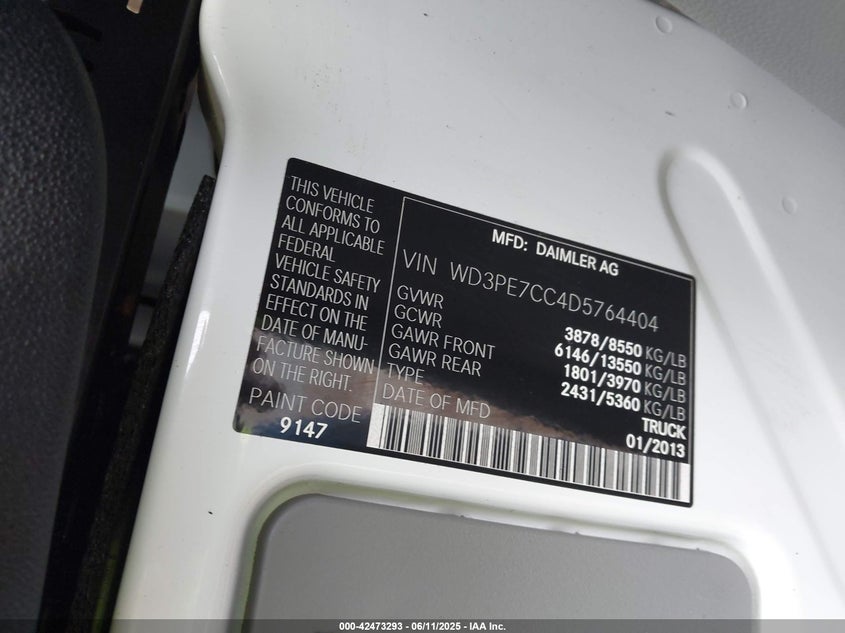 THIS VEHICLE
CONFORMS TO
ALL APPLICABLE
FEDERAL
VEHICLE SAFETY
STANDARDS IN
EFFECT ON THE
DATE OF MANU-
FACTURE SHOWN
ON THE RIGHT.
PAINT CODE
9147
MFD: DAIMLER AG
VIN WD3PE7CC4D5764404
GVWR 3878/8550 KG/LB
GCWR 6146/13550 KG/LB
GAWR FRONT 1801/3970 KG/LB
GAWR REAR 2431/5360 KG/LB
TYPE TRUCK
DATE OF MFD 01/2013
000-42473293 - 06/11/2025 - IAA Inc.